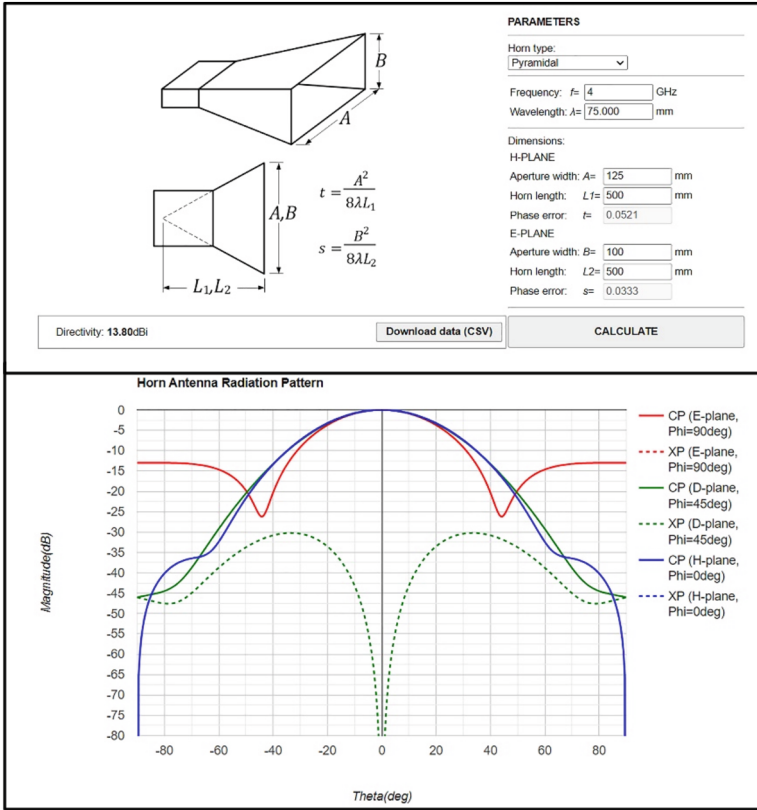 PARAMETERS
Horn type:
Pyramidal
Frequency: f= 4 GHz
Wavelength: λ= 75.000 mm
Dimensions:
H-PLANE
Aperture width: A= 125 mm
Horn length: L1= 500 mm
Phase error: t= 0.0521
E-PLANE
Aperture width: B= 100 mm
Horn length: L2= 500 mm
Phase error: s= 0.0333
B
A
A,B
L₁,L₂
t = A²/8λL₁
s = B²/8λL₂
Directivity: 13.80dBi
Download data (CSV)
CALCULATE
Horn Antenna Radiation Pattern
0
-5
-10
-15
-20
-25
-30
-35
-40
-45
-50
-55
-60
-65
-70
-75
-80
Magnitude(dB)
-80 -60 -40 -20 0 20 40 60 80
Theta(deg)
CP (E-plane,
Phi=90deg)
XP (E-plane,
Phi=90deg)
CP (D-plane,
Phi=45deg)
XP (D-plane,
Phi=45deg)
CP (H-plane,
Phi=0deg)
XP (H-plane,
Phi=0deg)